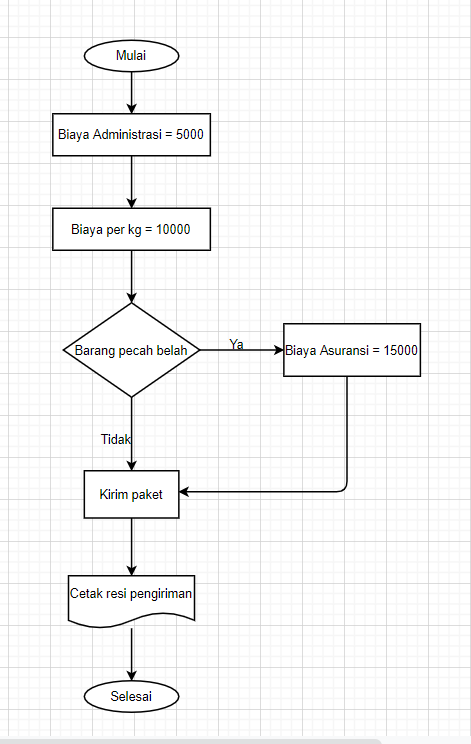 Mulai
Biaya Administrasi = 5000
Biaya per kg = 10000
Barang pecah belah
Ya
Biaya Asuransi = 15000
Tidak
Kirim paket
Cetak resi pengiriman
Selesai